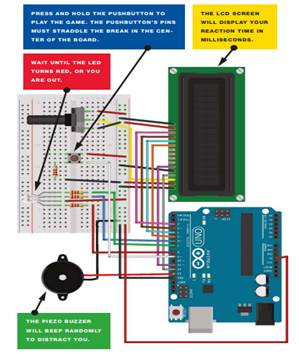 PRESS AND HOLD THE PUSHBUTTON TO
PLAY THE GAME. THE PUSHBUTTON'S PINS
MUST STRADDLE THE BREAK IN THE CEN-
TER OF THE BOARD.
THE LCD SCREEN
WILL DISPLAY YOUR
REACTION TIME IN
MILLISECONDS.
WAIT UNTIL THE LED
TURNS RED, OR YOU
ARE OUT.
UNO
THE PIEZO BUZZER
WILL BEEP RANDOMLY
TO DISTRACT YOU.